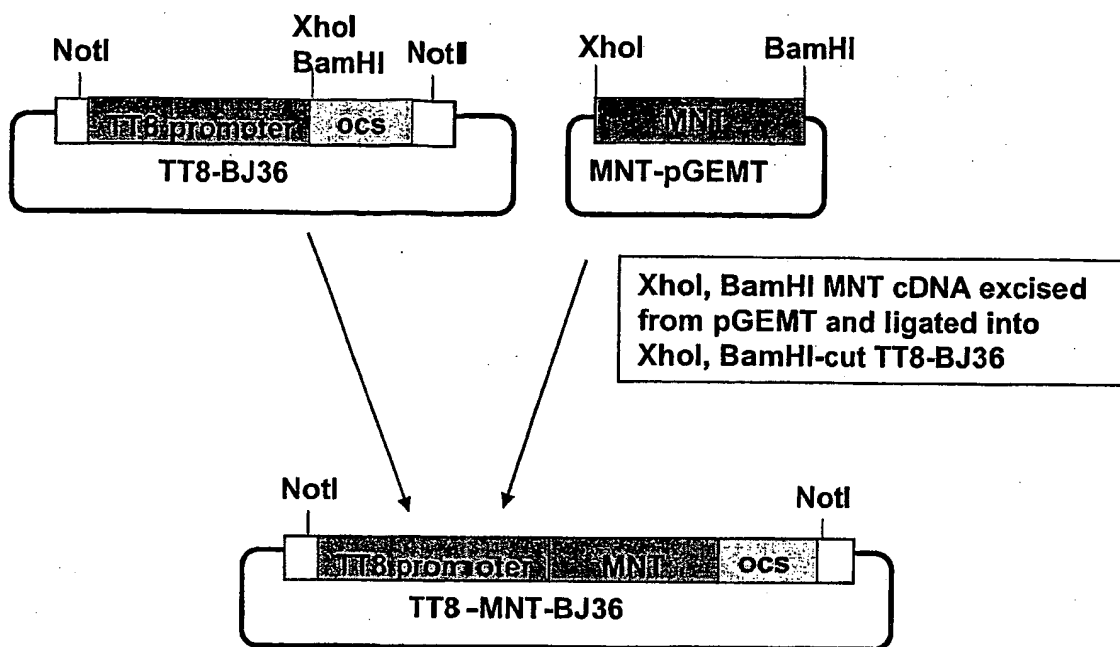 NotI
XhoI
BamHI
NotI
TT8 promoter
ocs
TT8-BJ36
XhoI
BamHI
MNT
MNT-pGEMT
XhoI, BamHI MNT cDNA excised
from pGEMT and ligated into
XhoI, BamHI-cut TT8-BJ36
NotI
NotI
TT8 promoter
MNT
ocs
TT8-MNT-BJ36